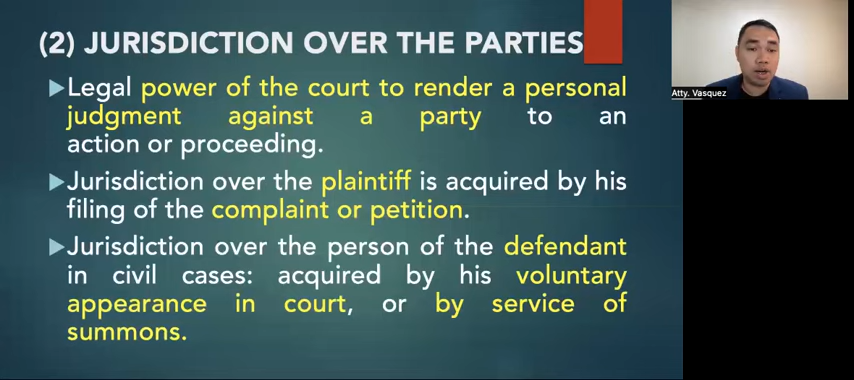 (2) JURISDICTION OVER THE PARTIES
Legal power of the court to render a personal
judgment against a party to an
action or proceeding.
Jurisdiction over the plaintiff is acquired by his
filing of the complaint or petition.
Jurisdiction over the person of the defendant
in civil cases: acquired by his voluntary
appearance in court, or by service of
summons.
Atty. Vasquez